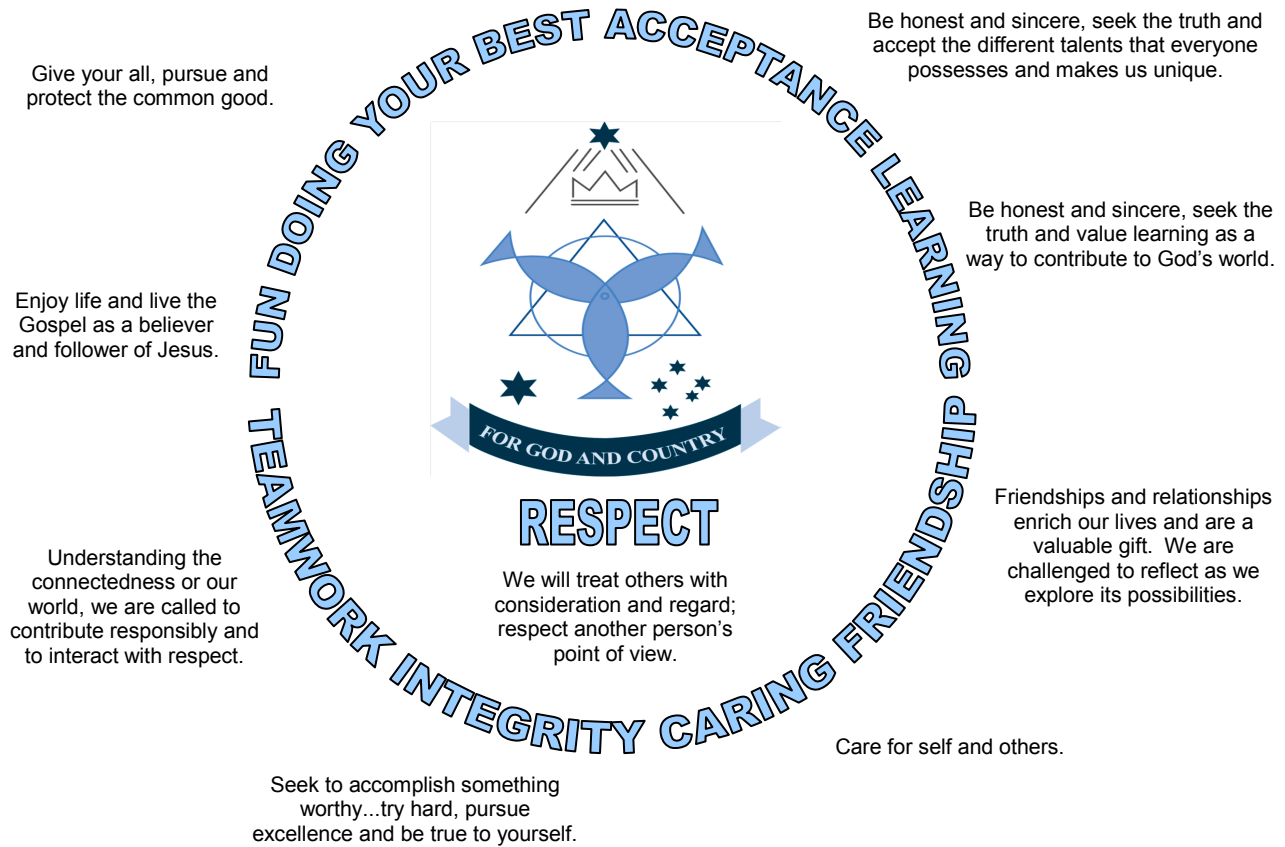 FUN DOING YOUR BEST ACCEPTANCE LEARNING
TEAMWORK INTEGRITY CARING FRIENDSHIP
Give your all, pursue and
protect the common good.
Be honest and sincere, seek the truth and
accept the different talents that everyone
possesses and makes us unique.
Be honest and sincere, seek the
truth and value learning as a
way to contribute to God's world.
Enjoy life and live the
Gospel as a believer
and follower of Jesus.
FOR GOD AND COUNTRY
RESPECT
We will treat others with
consideration and regard;
respect another person's
point of view.
Friendships and relationships
enrich our lives and are a
valuable gift.  We are
challenged to reflect as we
explore its possibilities.
Understanding the
connectedness or our
world, we are called to
contribute responsibly and
to interact with respect.
Care for self and others.
Seek to accomplish something
worthy...try hard, pursue
excellence and be true to yourself.